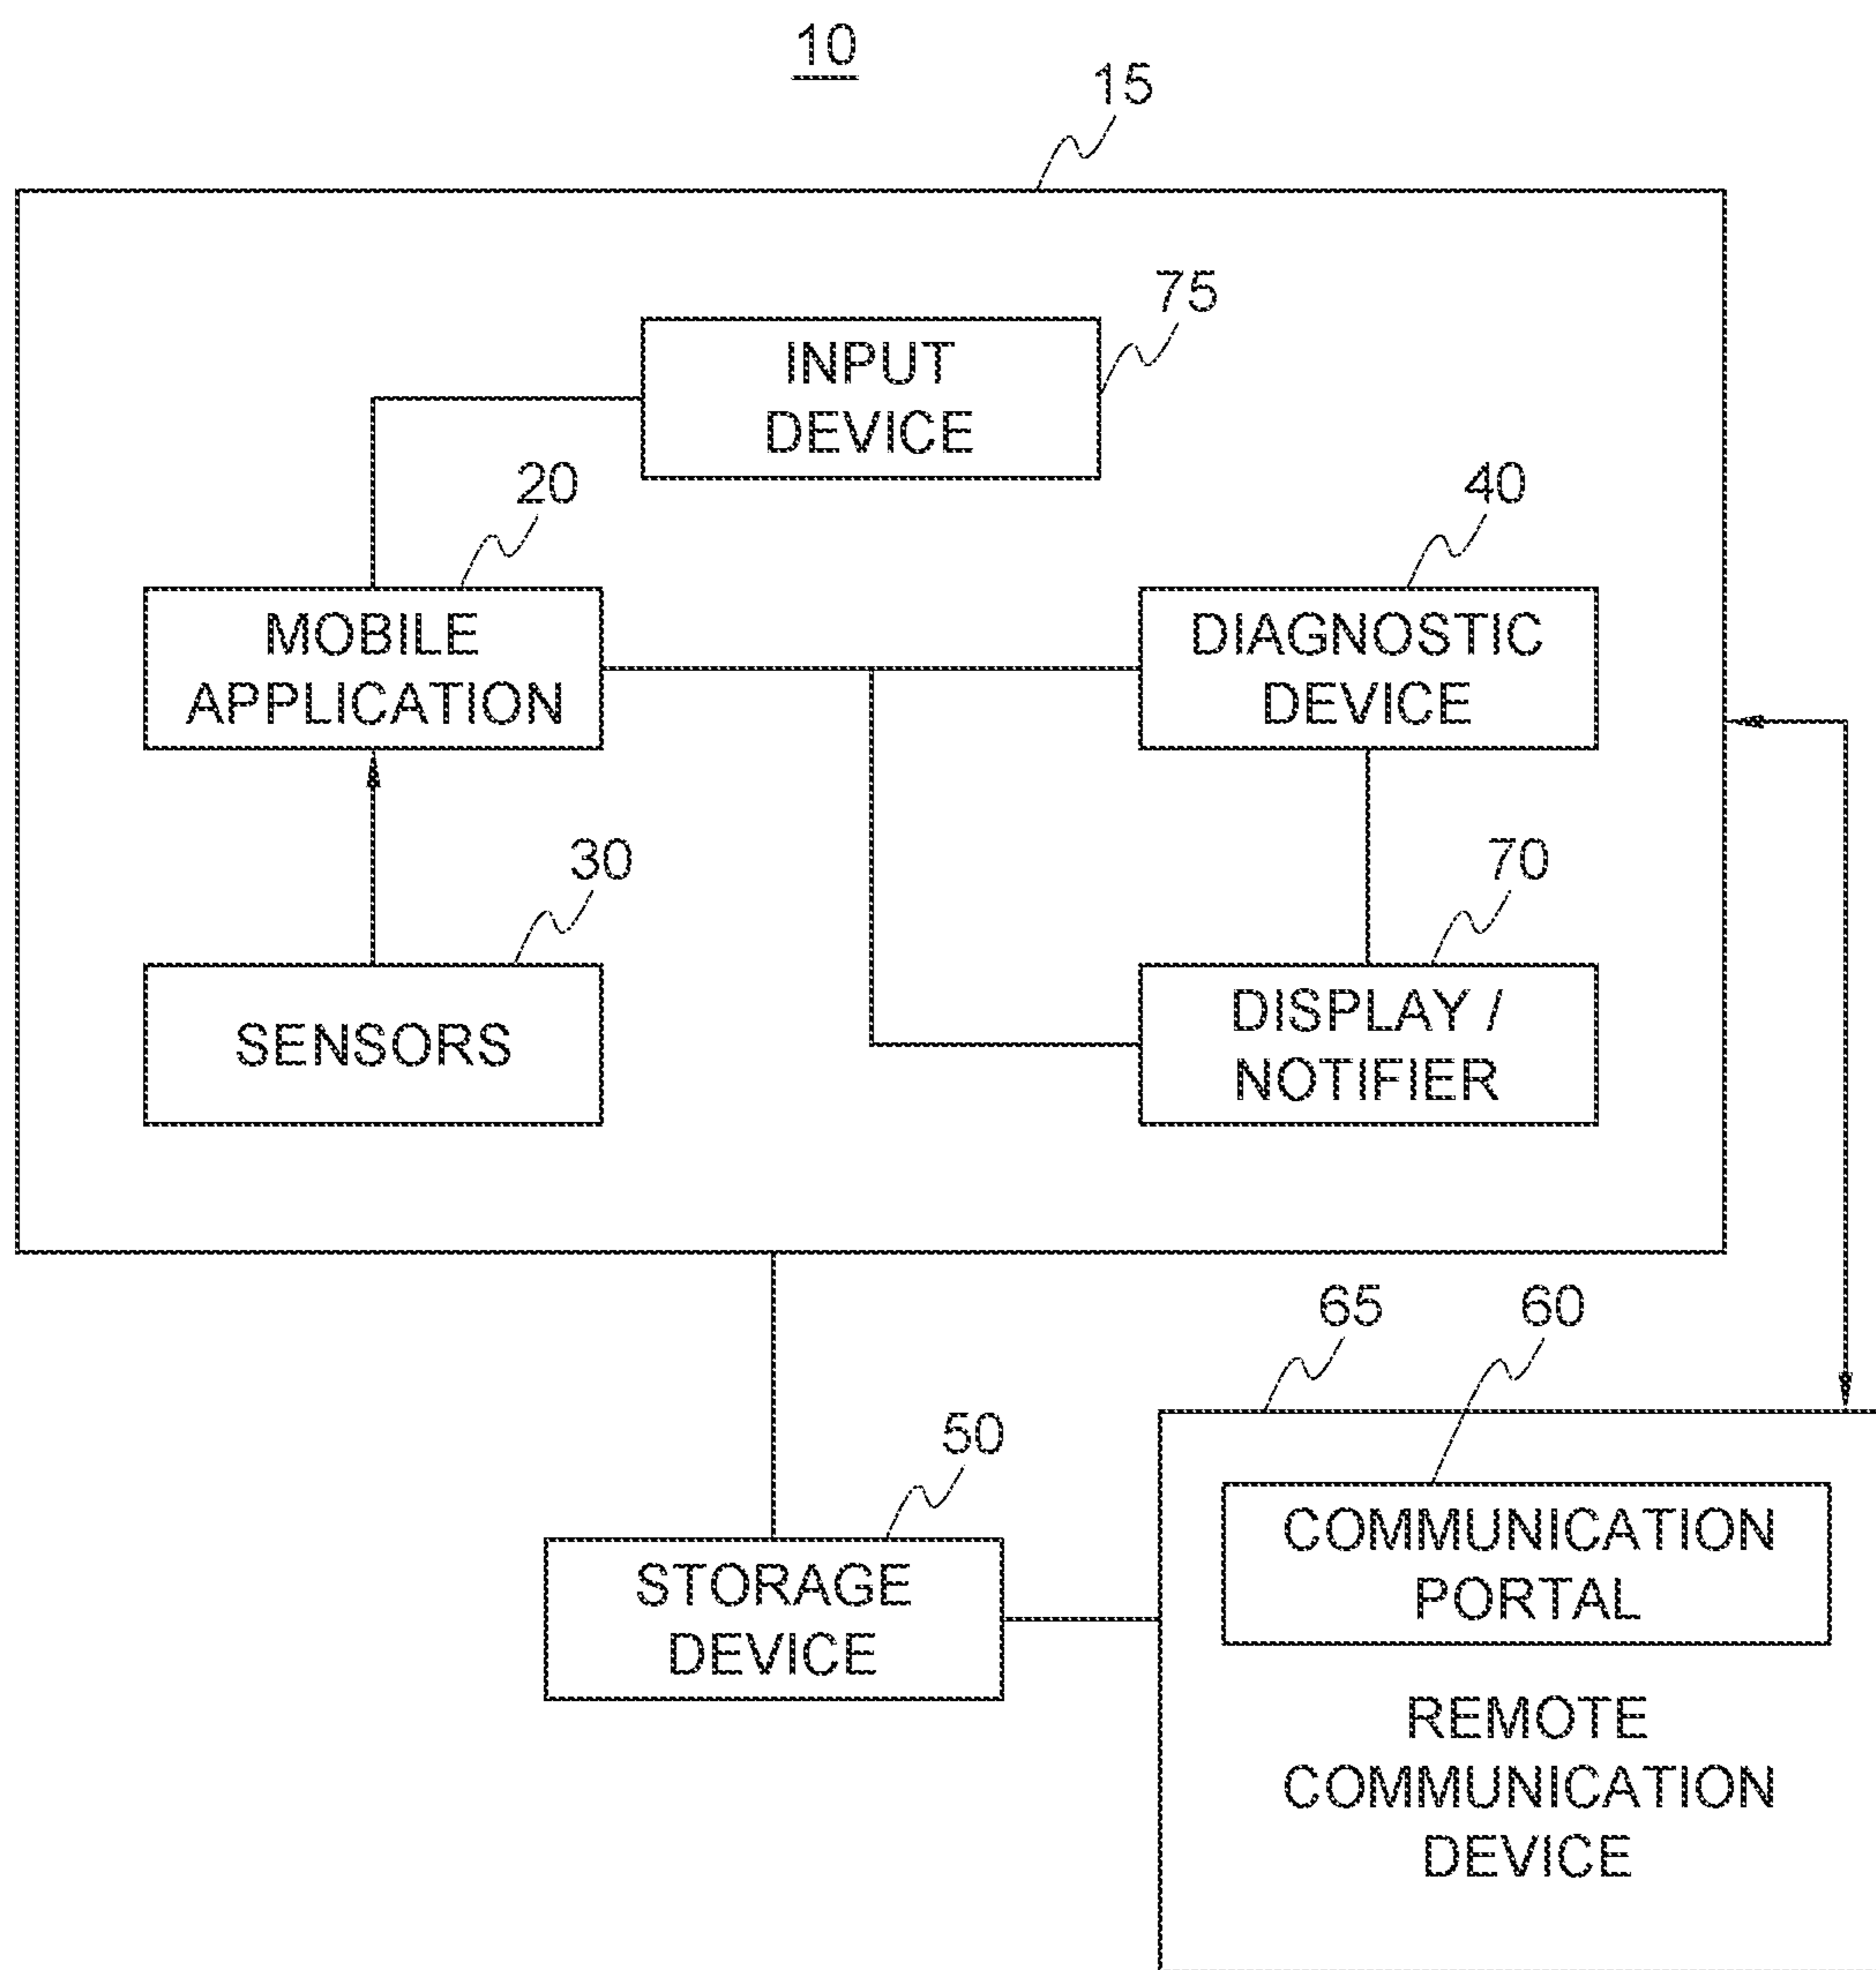 10
15
75
INPUT
DEVICE
20
40
MOBILE
APPLICATION
DIAGNOSTIC
DEVICE
30
70
SENSORS
DISPLAY /
NOTIFIER
65
60
50
COMMUNICATION
PORTAL
STORAGE
DEVICE
REMOTE
COMMUNICATION
DEVICE